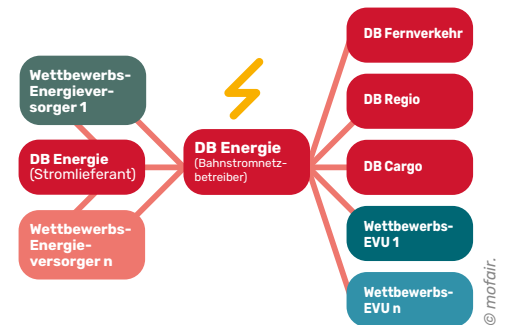 Wettbewerbs-
Energiever-
sorger 1
DB Energie
(Stromlieferant)
Wettbewerbs-
Energie-
versorger n
DB Energie
(Bahnstromnetz-
betreiber)
DB Fernverkehr
DB Regio
DB Cargo
Wettbewerbs-
EVU 1
Wettbewerbs-
EVU n
© mofair.